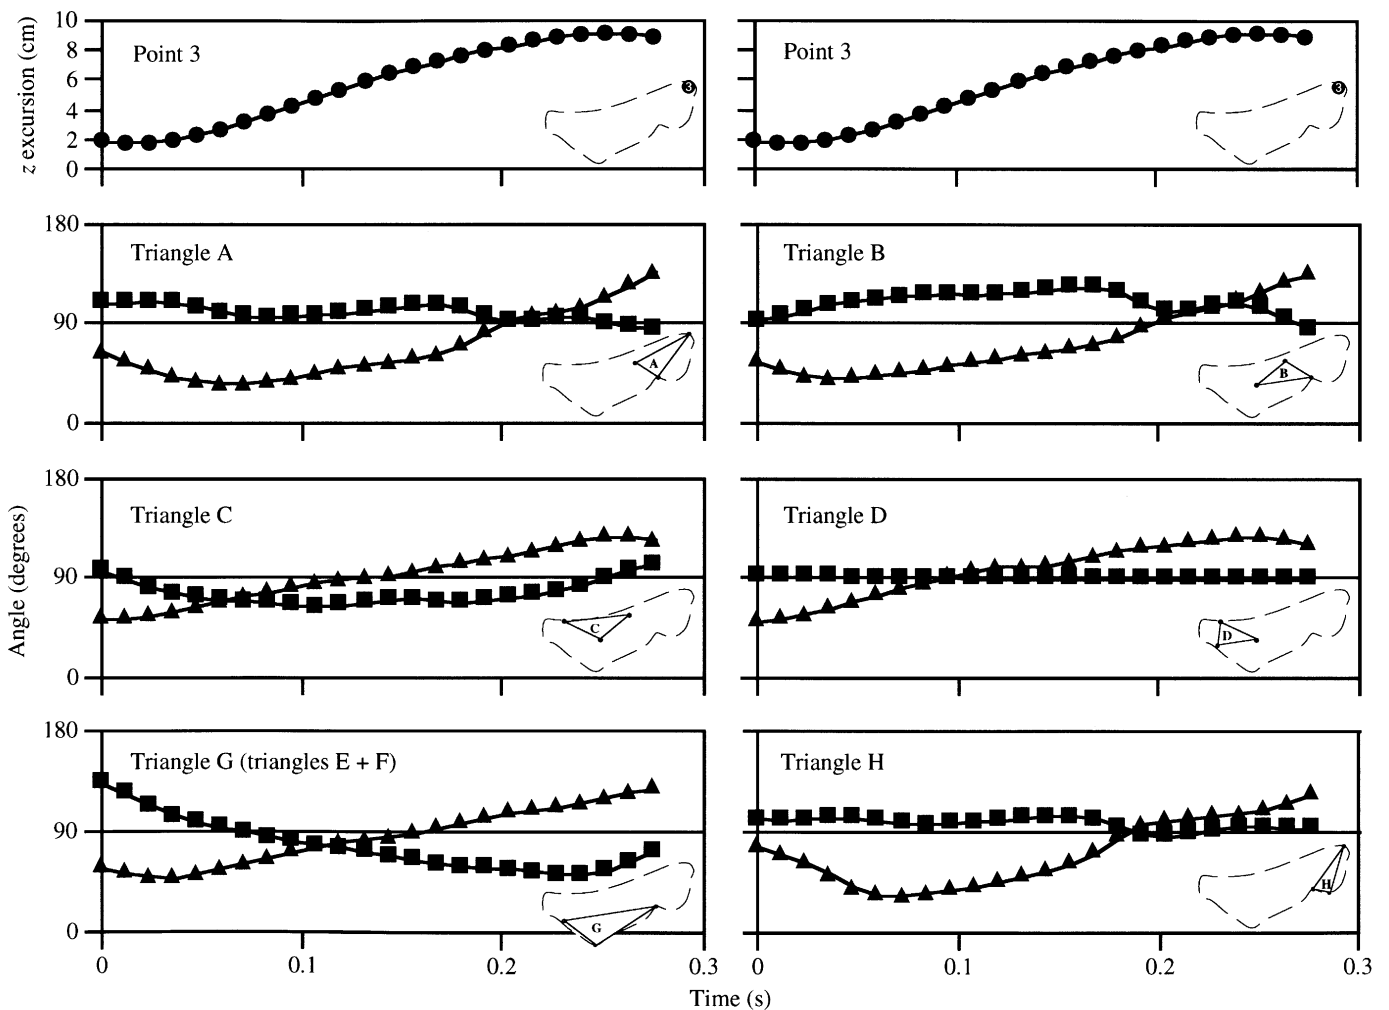 z excursion (cm)
10
8
6
4
2
0
Point 3
3
Point 3
3
Angle (degrees)
180
90
0
Triangle A
A
Triangle B
B
180
90
0
Triangle C
C
Triangle D
D
180
90
0
Triangle G (triangles E + F)
G
Triangle H
H
0 0.1 0.2 0.3
0 0.1 0.2 0.3
Time (s)